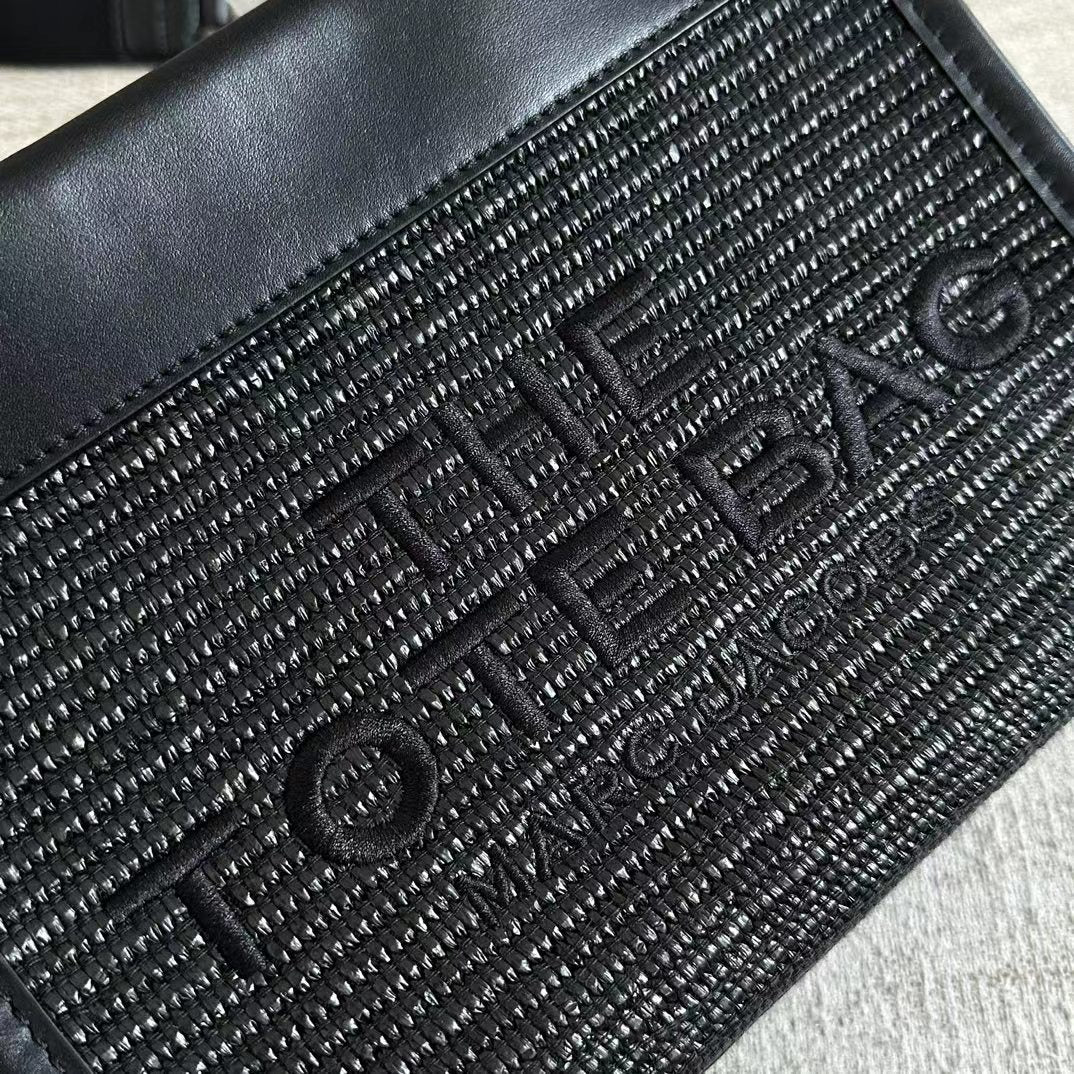 THE
TOTE BAG
MARC JACOBS